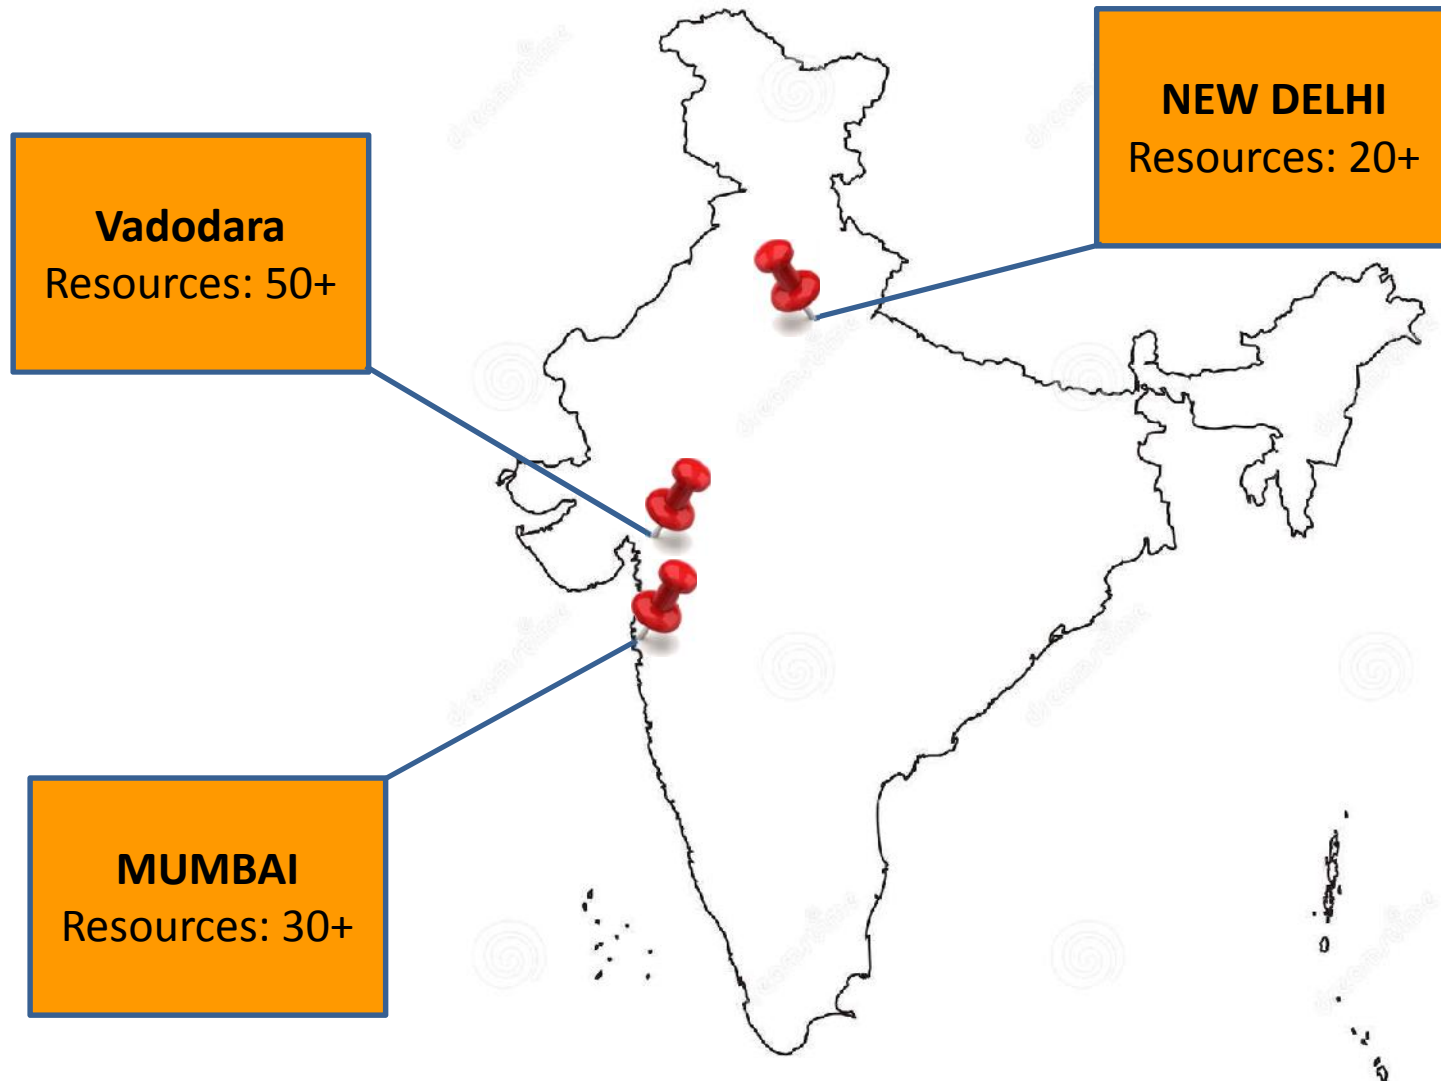 NEW DELHI
Resources: 20+
Vadodara
Resources: 50+
MUMBAI
Resources: 30+